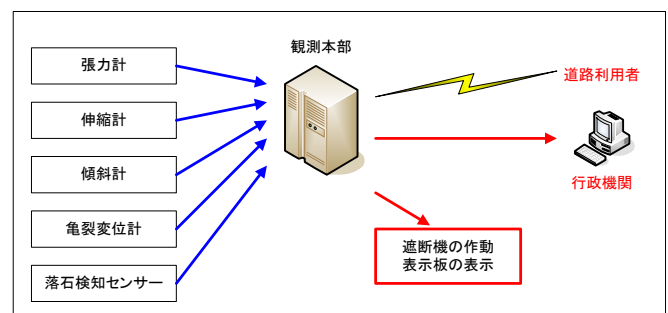 観測本部
張力計
伸縮計
傾斜計
亀裂変位計
落石検知センサー
道路利用者
行政機関
遮断機の作動
表示板の表示